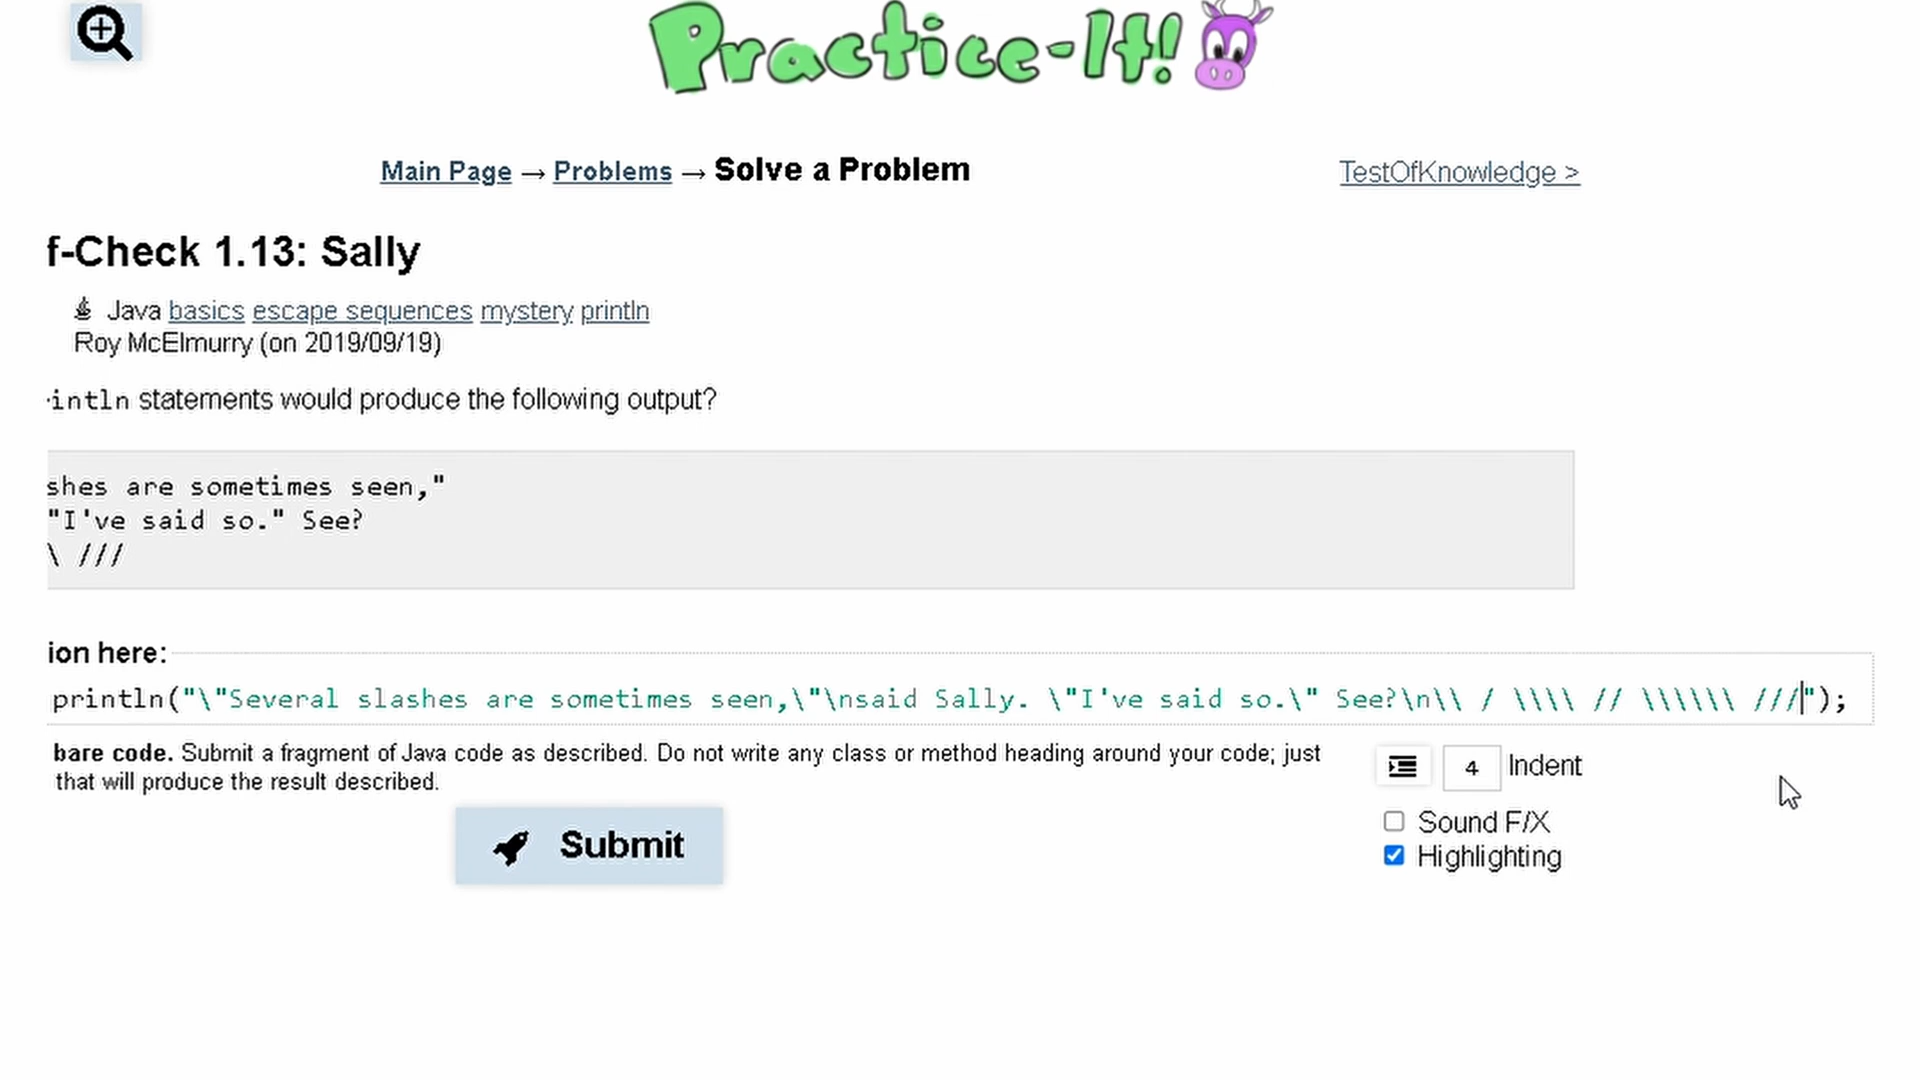 Practice-It!
Main Page → Problems → Solve a Problem
TestOfKnowledge >
f-Check 1.13: Sally
Java basics escape sequences mystery println
Roy McElmurry (on 2019/09/19)
intln statements would produce the following output?
shes are sometimes seen,"
"I've said so." See?
\ ///
ion here:
println("\"Several slashes are sometimes seen,\"\nsaid Sally. \"I've said so.\" See?\n\\ / \\\\ // \\\\\\ ///");
bare code. Submit a fragment of Java code as described. Do not write any class or method heading around your code; just
that will produce the result described.
4 Indent
Sound F/X
Highlighting
Submit